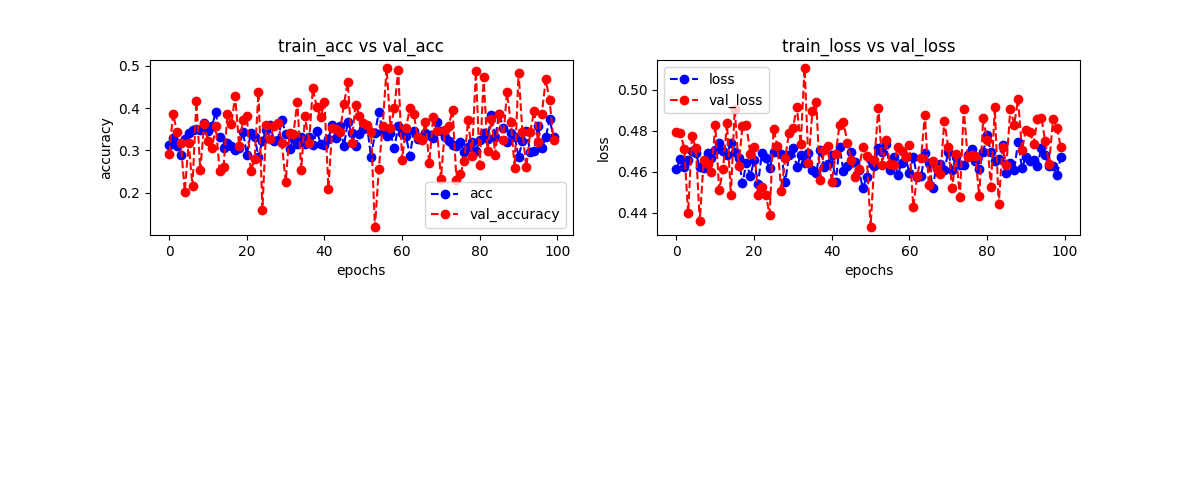 train_acc vs val_acc
accuracy
0.5
0.4
0.3
0.2
acc
val_accuracy
0
20
40
60
80
100
epochs
train_loss vs val_loss
loss
0.50
0.48
0.46
0.44
loss
val_loss
0
20
40
60
80
100
epochs